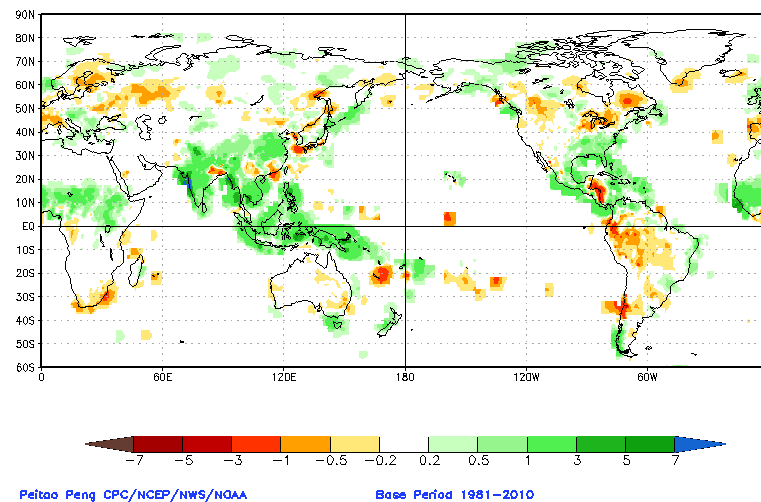 90N
80N
70N
60N
50N
40N
30N
20N
10N
EQ
10S
20S
30S
40S
50S
60S
0 60E 120E 180 120W 60W
-7 -5 -3 -1 -0.5 -0.2 0.2 0.5 1 3 5 7
Peitao Peng CPC/NCEP/NWS/NOAA Base Period 1981-2010